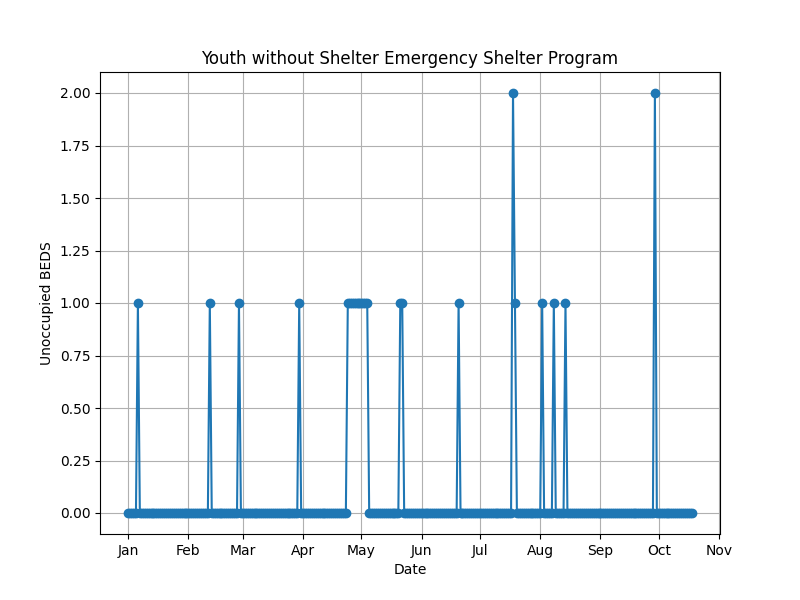 Youth without Shelter Emergency Shelter Program
Unoccupied BEDS
2.00
1.75
1.50
1.25
1.00
0.75
0.50
0.25
0.00
Jan Feb Mar Apr May Jun Jul Aug Sep Oct Nov
Date